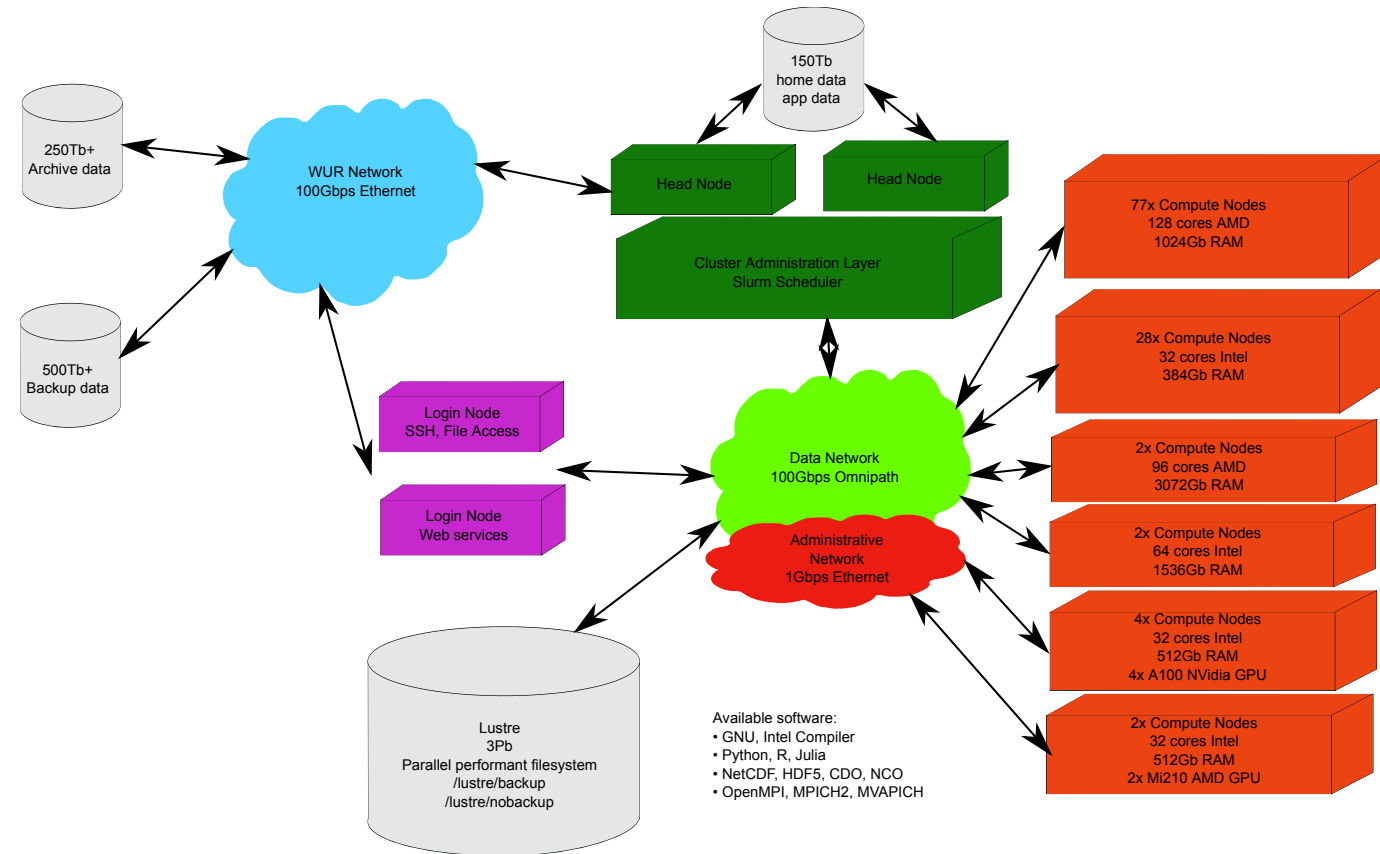 150Tb
home data
app data
250Tb+
Archive data
WUR Network
100Gbps Ethernet
Head Node
Head Node
Cluster Administration Layer
Slurm Scheduler
77x Compute Nodes
128 cores AMD
1024Gb RAM
500Tb+
Backup data
28x Compute Nodes
32 cores Intel
384Gb RAM
Login Node
SSH, File Access
Data Network
100Gbps Omnipath
2x Compute Nodes
96 cores AMD
3072Gb RAM
Login Node
Web services
Administrative
Network
1Gbps Ethernet
2x Compute Nodes
64 cores Intel
1536Gb RAM
4x Compute Nodes
32 cores Intel
512Gb RAM
4x A100 NVidia GPU
Lustre
3Pb
Parallel performant filesystem
/lustre/backup
/lustre/nobackup
Available software:
• GNU, Intel Compiler
• Python, R, Julia
• NetCDF, HDF5, CDO, NCO
• OpenMPI, MPICH2, MVAPICH
2x Compute Nodes
32 cores Intel
512Gb RAM
2x Mi210 AMD GPU